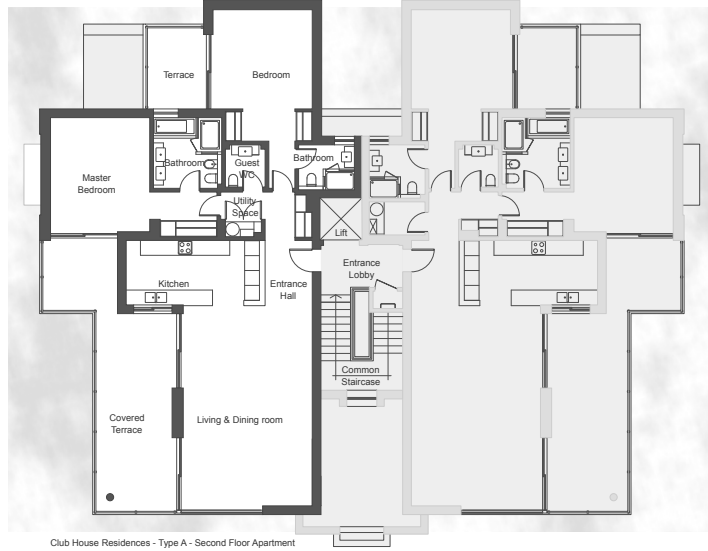 Terrace
Bedroom
Bathroom
Guest
WC
Bathroom
Master
Bedroom
Utility
Space
Lift
Entrance
Lobby
Kitchen
Entrance
Hall
Common
Staircase
Covered
Terrace
Living & Dining room
Club House Residences - Type A - Second Floor Apartment